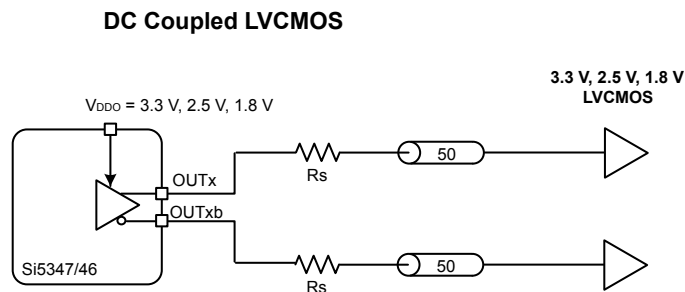 DC Coupled LVCMOS
3.3 V, 2.5 V, 1.8 V
LVCMOS
VDDO = 3.3 V, 2.5 V, 1.8 V
OUTx
Rs
50
OUTxb
Si5347/46
Rs
50